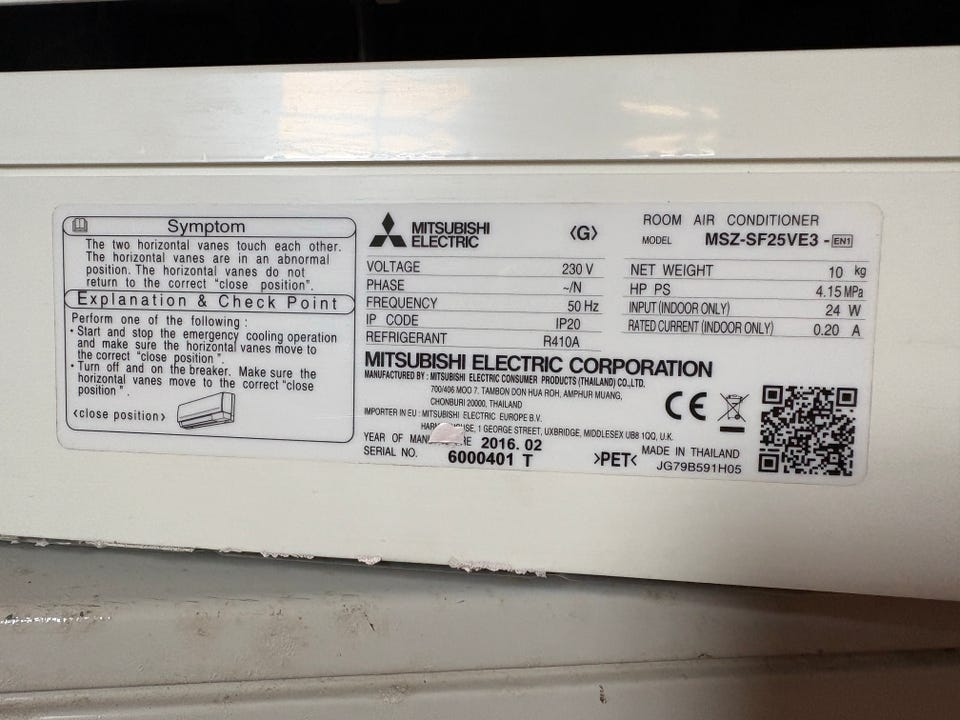 Symptom
The two horizontal vanes touch each other.
The horizontal vanes are in an abnormal
position. The horizontal vanes do not
return to the correct “close position”.
Explanation & Check Point
Perform one of the following :
• Start and stop the emergency cooling operation
and make sure the horizontal vanes move to
the correct “close position”.
• Turn off and on the breaker. Make sure the
horizontal vanes move to the correct “close
position”.
<close position>
MITSUBISHI
ELECTRIC
<G>
VOLTAGE 230 V
PHASE ~/N
FREQUENCY 50 Hz
IP CODE IP20
REFRIGERANT R410A
ROOM AIR CONDITIONER
MODEL MSZ-SF25VE3 - EN1
NET WEIGHT 10 kg
HP PS 4.15 MPa
INPUT (INDOOR ONLY) 24 W
RATED CURRENT (INDOOR ONLY) 0.20 A
MITSUBISHI ELECTRIC CORPORATION
MANUFACTURED BY : MITSUBISHI ELECTRIC CONSUMER PRODUCTS (THAILAND) CO., LTD.
700/406 MOO 7, TAMBON DON HUA ROH, AMPHUR MUANG,
CHONBURI 20000, THAILAND
IMPORTER IN EU : MITSUBISHI ELECTRIC EUROPE B.V.
1 GEORGE STREET, UXBRIDGE, MIDDLESEX UB8 1QQ, U.K.
YEAR OF 2016. 02
SERIAL NO. 6000401 T
>PET<
CE
MADE IN THAILAND
JG79B591H05